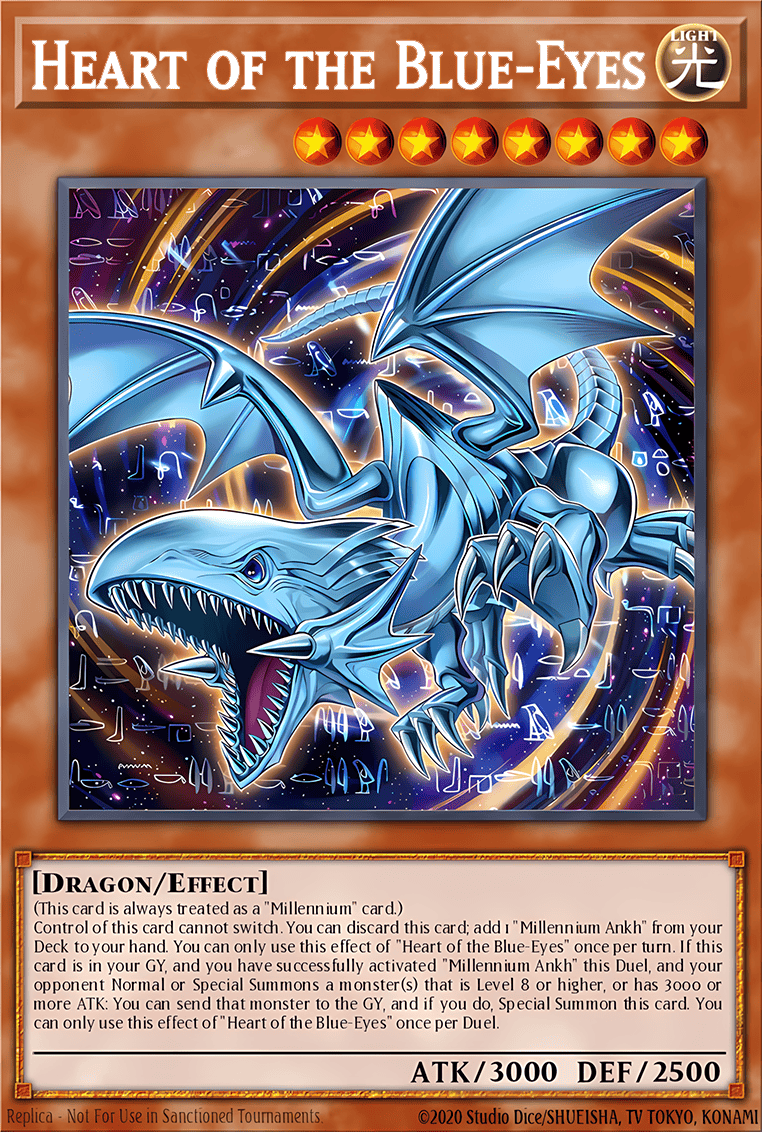 Heart of the Blue-Eyes
LIGHT
光
[Dragon/Effect]
(This card is always treated as a "Millennium" card.)
Control of this card cannot switch. You can discard this card; add 1 "Millennium Ankh" from your
Deck to your hand. You can only use this effect of "Heart of the Blue-Eyes" once per turn. If this
card is in your GY, and you have successfully activated "Millennium Ankh" this Duel, and your
opponent Normal or Special Summons a monster(s) that is Level 8 or higher, or has 3000 or
more ATK: You can send that monster to the GY, and if you do, Special Summon this card. You
can only use this effect of "Heart of the Blue-Eyes" once per Duel.
ATK/3000 DEF/2500
Replica - Not For Use in Sanctioned Tournaments.
©2020 Studio Dice/SHUEISHA, TV TOKYO, KONAMI